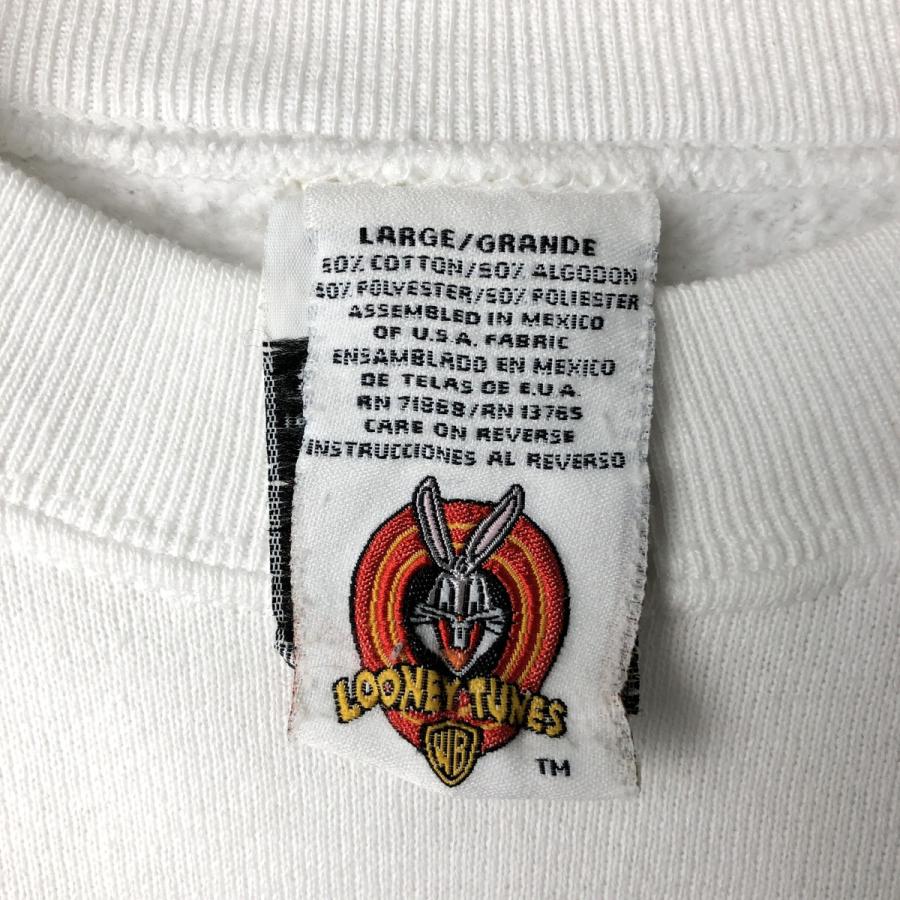 LARGE/GRANDE
50% COTTON/50% ALGODON
50% POLYESTER/50% POLIESTER
ASSEMBLED IN MEXICO
OF U.S.A. FABRIC
ENSAMBLADO EN MEXICO
DE TELAS DE E.U.A.
RN 71868/RN 13765
CARE ON REVERSE
INSTRUCCIONES AL REVERSO
LOONEY TUNES
WB
TM